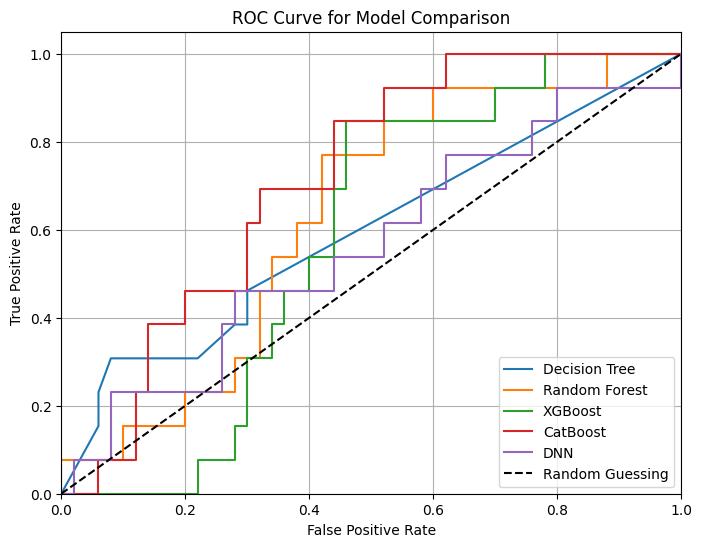 ROC Curve for Model Comparison
True Positive Rate
1.0
0.8
0.6
0.4
0.2
0.0
0.0 0.2 0.4 0.6 0.8 1.0
False Positive Rate
Decision Tree
Random Forest
XGBoost
CatBoost
DNN
Random Guessing